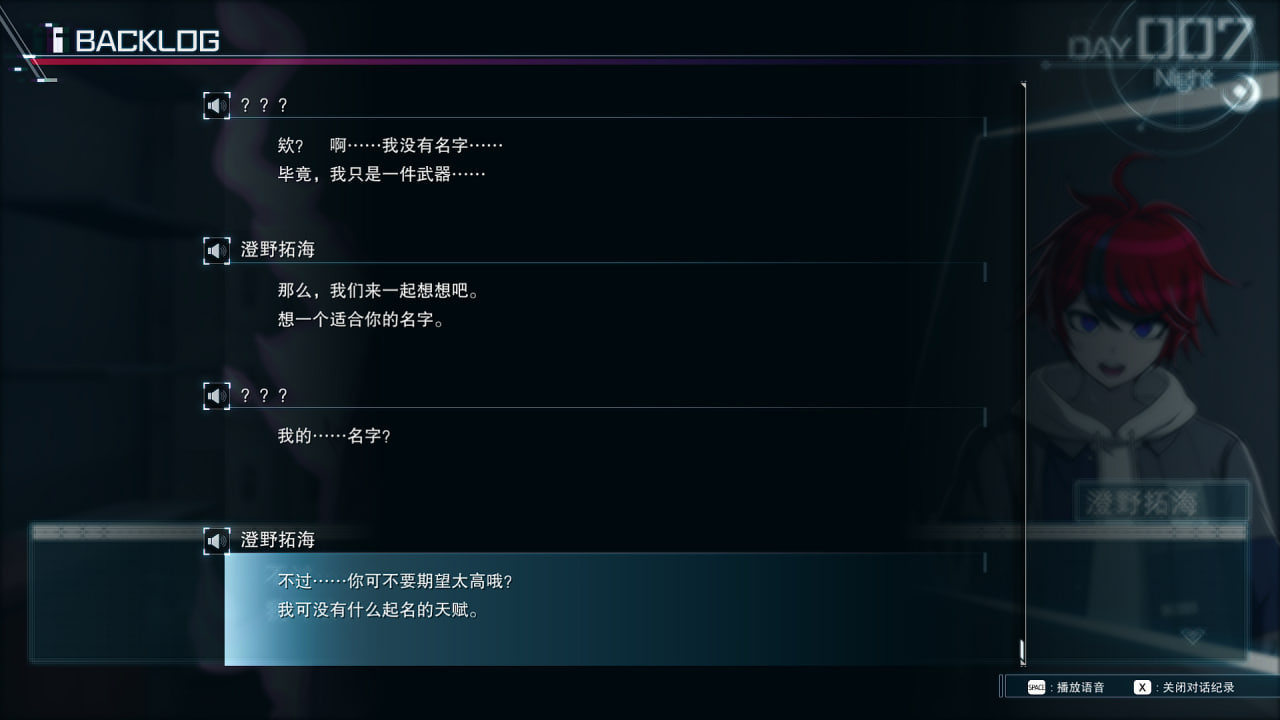 BACKLOG
DAY 007
Night
？？？
欸？　啊⋯⋯我没有名字⋯⋯
毕竟，我只是一件武器⋯⋯
澄野拓海
那么，我们来一起想想吧。
想一个适合你的名字。
？？？
我的⋯⋯名字？
澄野拓海
澄野拓海
不过⋯⋯你可不要期望太高哦？
我可没有什么起名的天赋。
SPACE：播放语音
X：关闭对话纪录